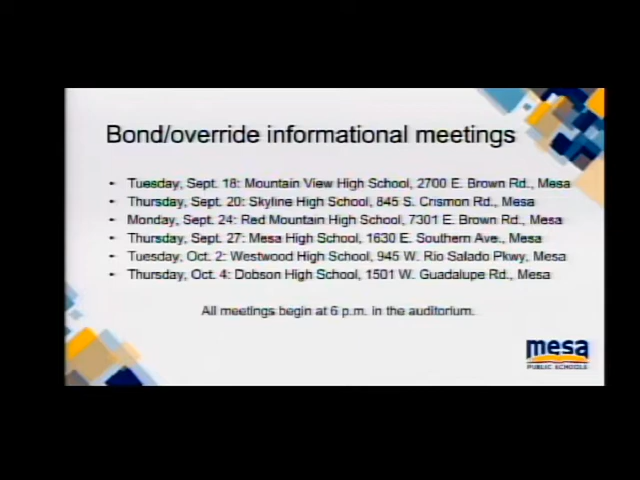 Bond/override informational meetings
• Tuesday, Sept. 18: Mountain View High School, 2700 E. Brown Rd., Mesa
• Thursday, Sept. 20: Skyline High School, 845 S. Crismon Rd., Mesa
• Monday, Sept. 24: Red Mountain High School, 7301 E. Brown Rd., Mesa
• Thursday, Sept. 27: Mesa High School, 1630 E. Southern Ave., Mesa
• Tuesday, Oct. 2: Westwood High School, 945 W. Rio Salado Pkwy, Mesa
• Thursday, Oct. 4: Dobson High School, 1501 W. Guadalupe Rd., Mesa
All meetings begin at 6 p.m. in the auditorium.
mesa
PUBLIC SCHOOLS